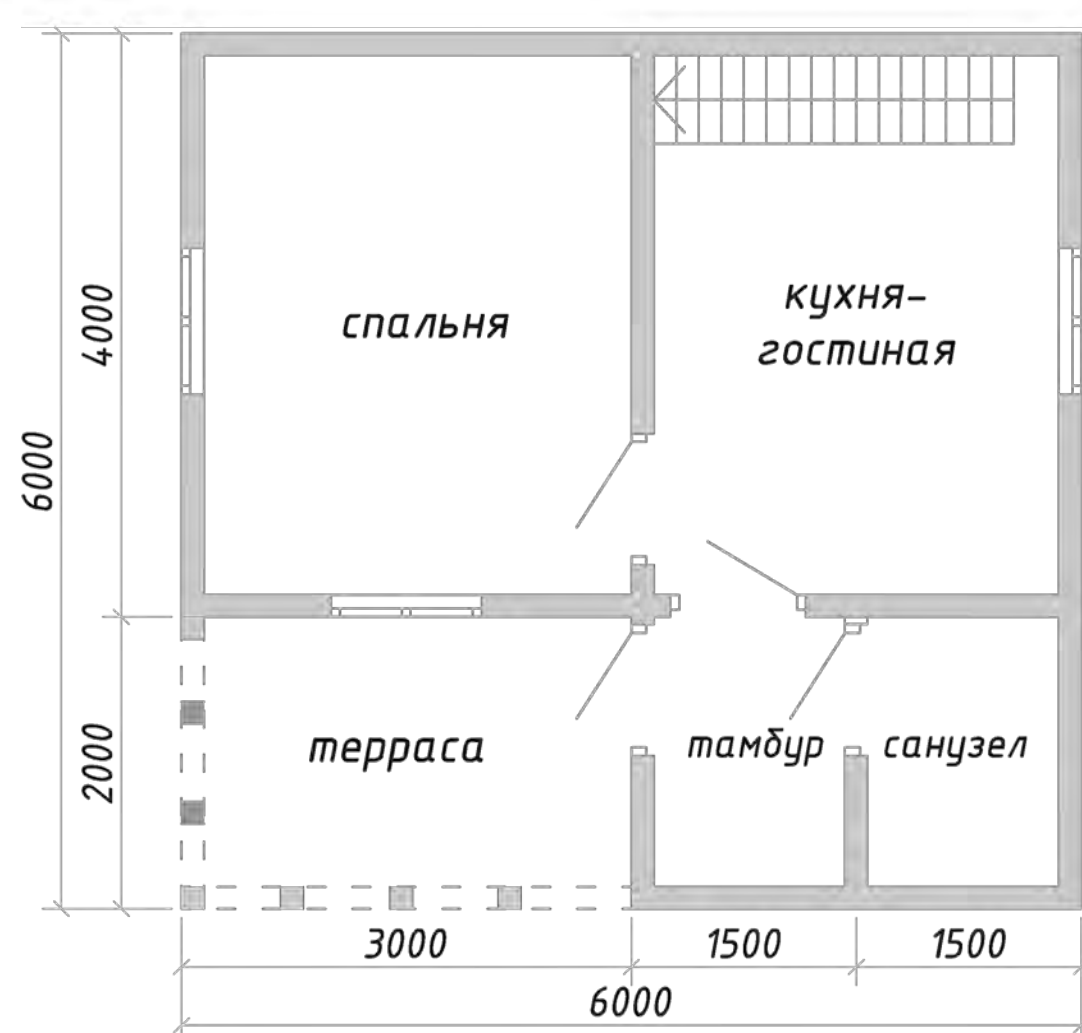 спальня
кухня-
гостиная
4000
6000
терраса
тамбур
санузел
2000
3000
1500
1500
6000